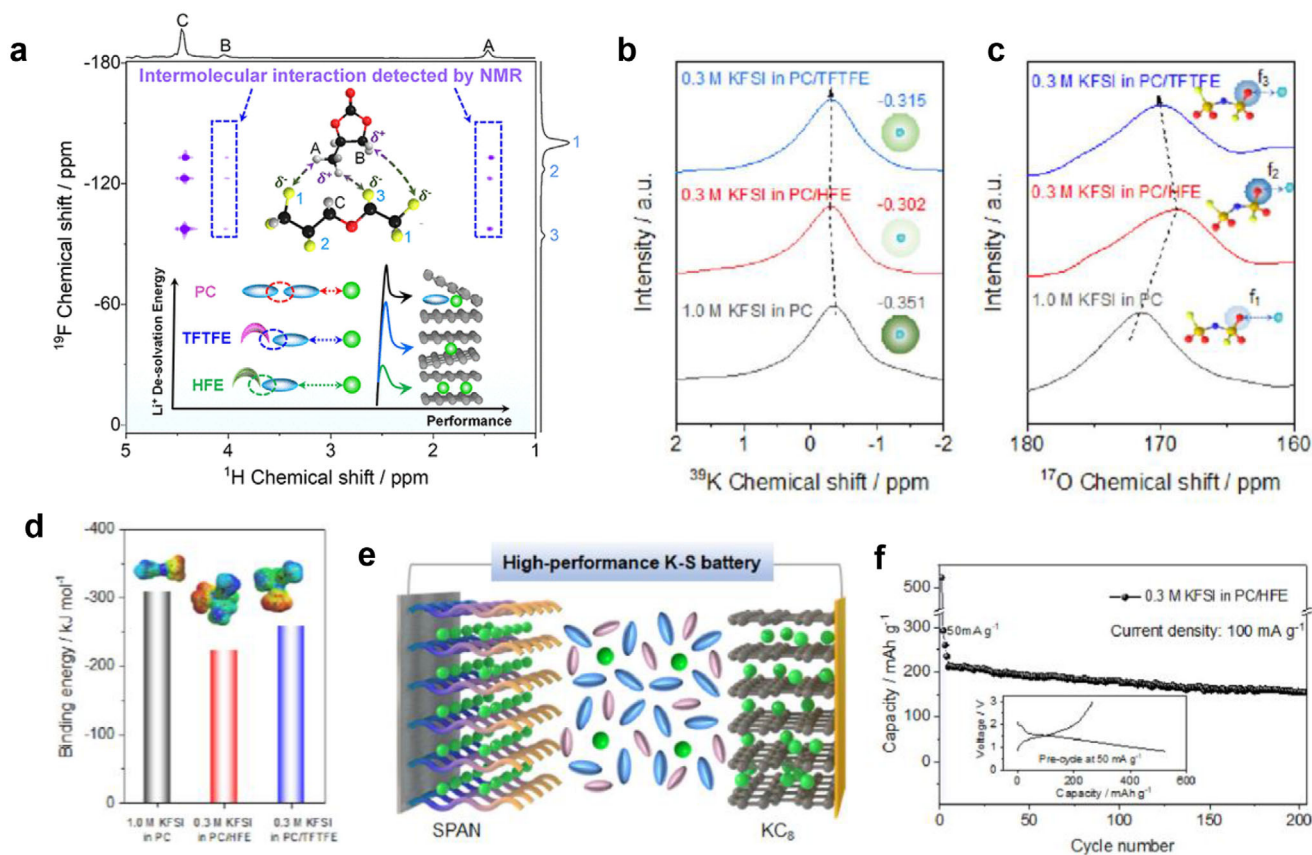 a
C
B
A
-180
-120
-60
0
¹⁹F Chemical shift / ppm
Intermolecular interaction detected by NMR
A
B
C
δ⁺
δ⁺
δ⁻
δ⁻
δ⁻
1
2
3
1
1
2
3
PC
TFTFE
HFE
Li⁺ De-solvation Energy
Performance
5
4
3
2
1
¹H Chemical shift / ppm
b
0.3 M KFSI in PC/TFTFE
-0.315
0.3 M KFSI in PC/HFE
-0.302
1.0 M KFSI in PC
-0.351
Intensity / a.u.
2
1
0
-1
-2
³⁹K Chemical shift / ppm
c
0.3 M KFSI in PC/TFTFE
f₃
0.3 M KFSI in PC/HFE
f₂
1.0 M KFSI in PC
f₁
Intensity / a.u.
180
170
160
¹⁷O Chemical shift / ppm
d
-400
-300
-200
-100
0
Binding energy / kJ mol⁻¹
1.0 M KFSI
in PC
0.3 M KFSI
in PC/HFE
0.3 M KFSI
in PC/TFTFE
e
High-performance K-S battery
SPAN
KC₈
f
500
300
200
150
0
Capacity / mAh g⁻¹
0.3 M KFSI in PC/HFE
50mA g⁻¹
Current density: 100 mA g⁻¹
Voltage / V
3
2
1
Pre-cycle at 50 mA g⁻¹
0
200
400
600
Capacity / mAh g⁻¹
0
50
100
150
200
Cycle number